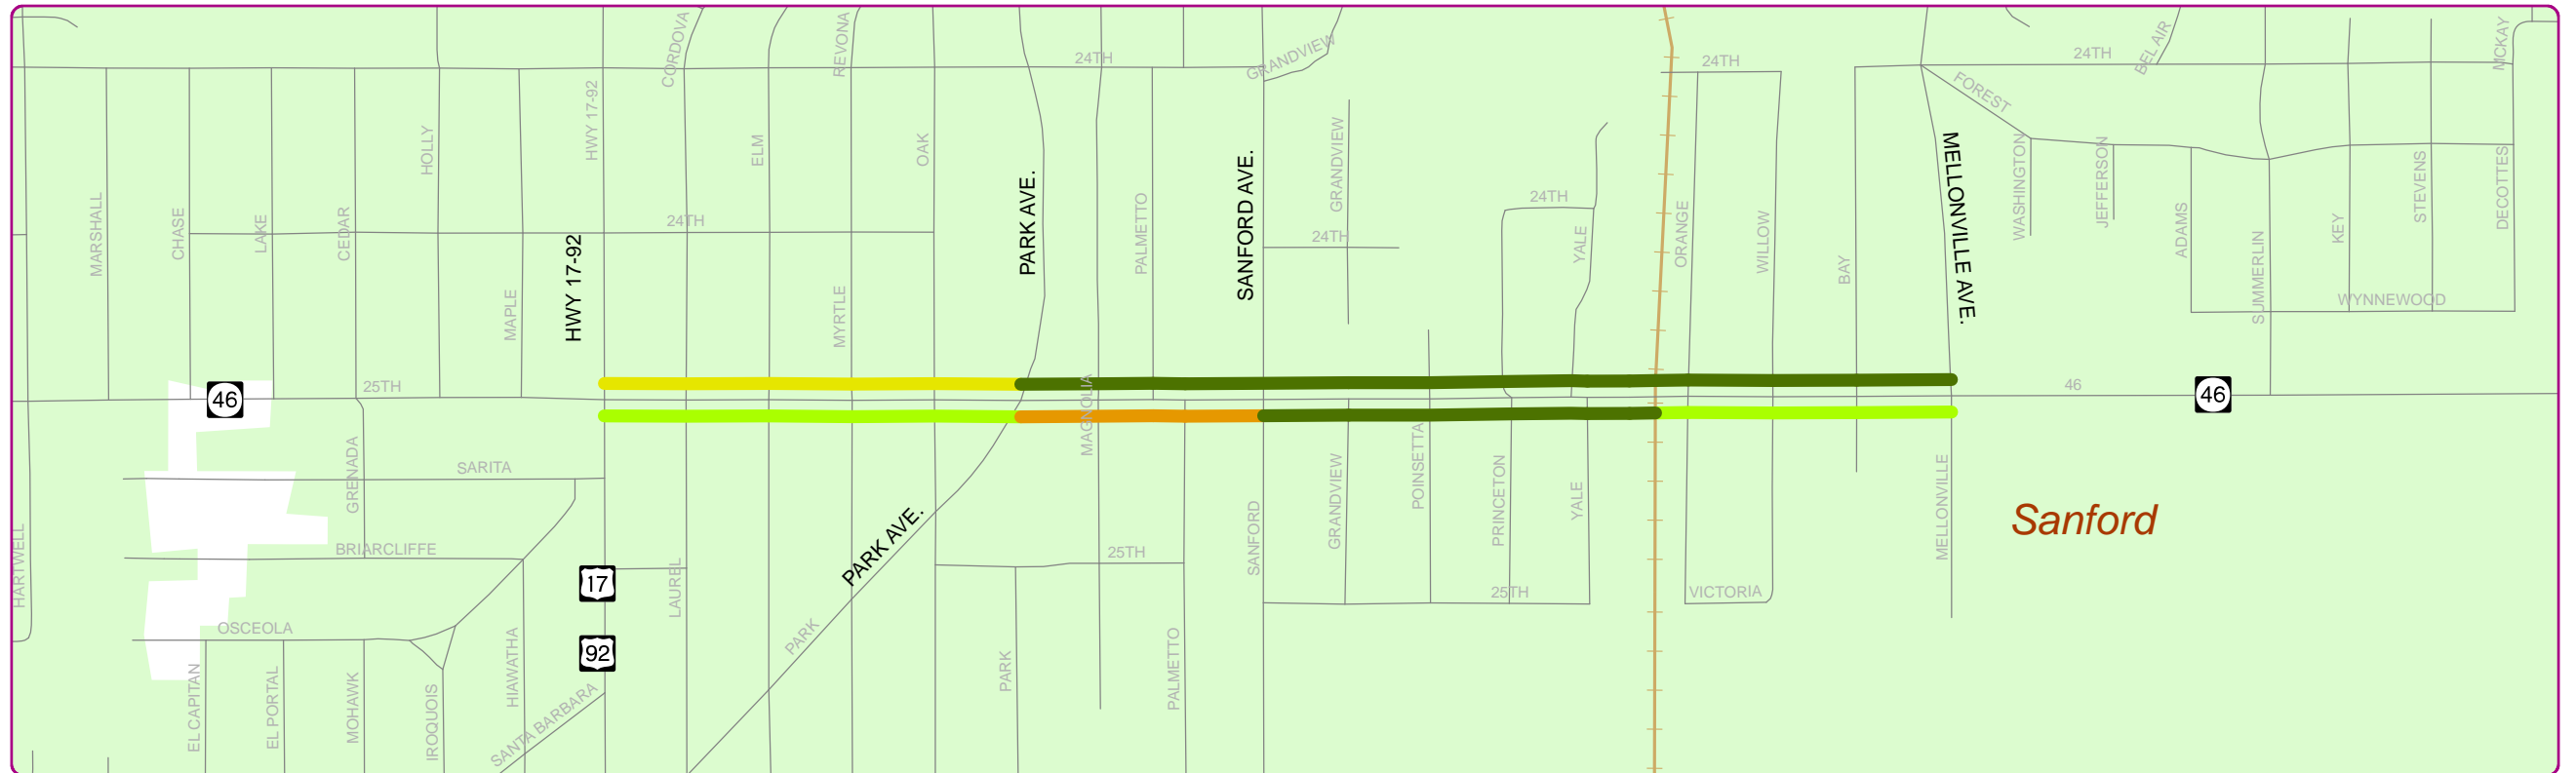 CORDOVA
REVONA
24TH
GRANDVIEW
24TH
24TH
BEL AIR
MCKAY
FOREST
HWY 17-92
HOLLY
ELM
OAK
GRANDVIEW
MARSHALL
CHASE
LAKE
CEDAR
24TH
PARK AVE.
PALMETTO
SANFORD AVE.
24TH
24TH
YALE
ORANGE
WILLOW
BAY
MELLONVILLE AVE.
WASHINGTON
JEFFERSON
ADAMS
SUMMERLIN
KEY
STEVENS
DECOTTES
WYNNEWOOD
MAPLE
HWY 17-92
MYRTLE
46
25TH
MAGNOLIA
46
46
GRENADA
SARITA
BRIARCLIFFE
HARTWELL
OSCEOLA
EL CAPITAN
EL PORTAL
MOHAWK
IROQUOIS
HIAWATHA
SANTA BARBARA
17
92
LAUREL
PARK AVE.
PARK
PARK
25TH
PALMETTO
SANFORD
GRANDVIEW
POINSETTA
PRINCETON
YALE
25TH
VICTORIA
MELLONVILLE
Sanford